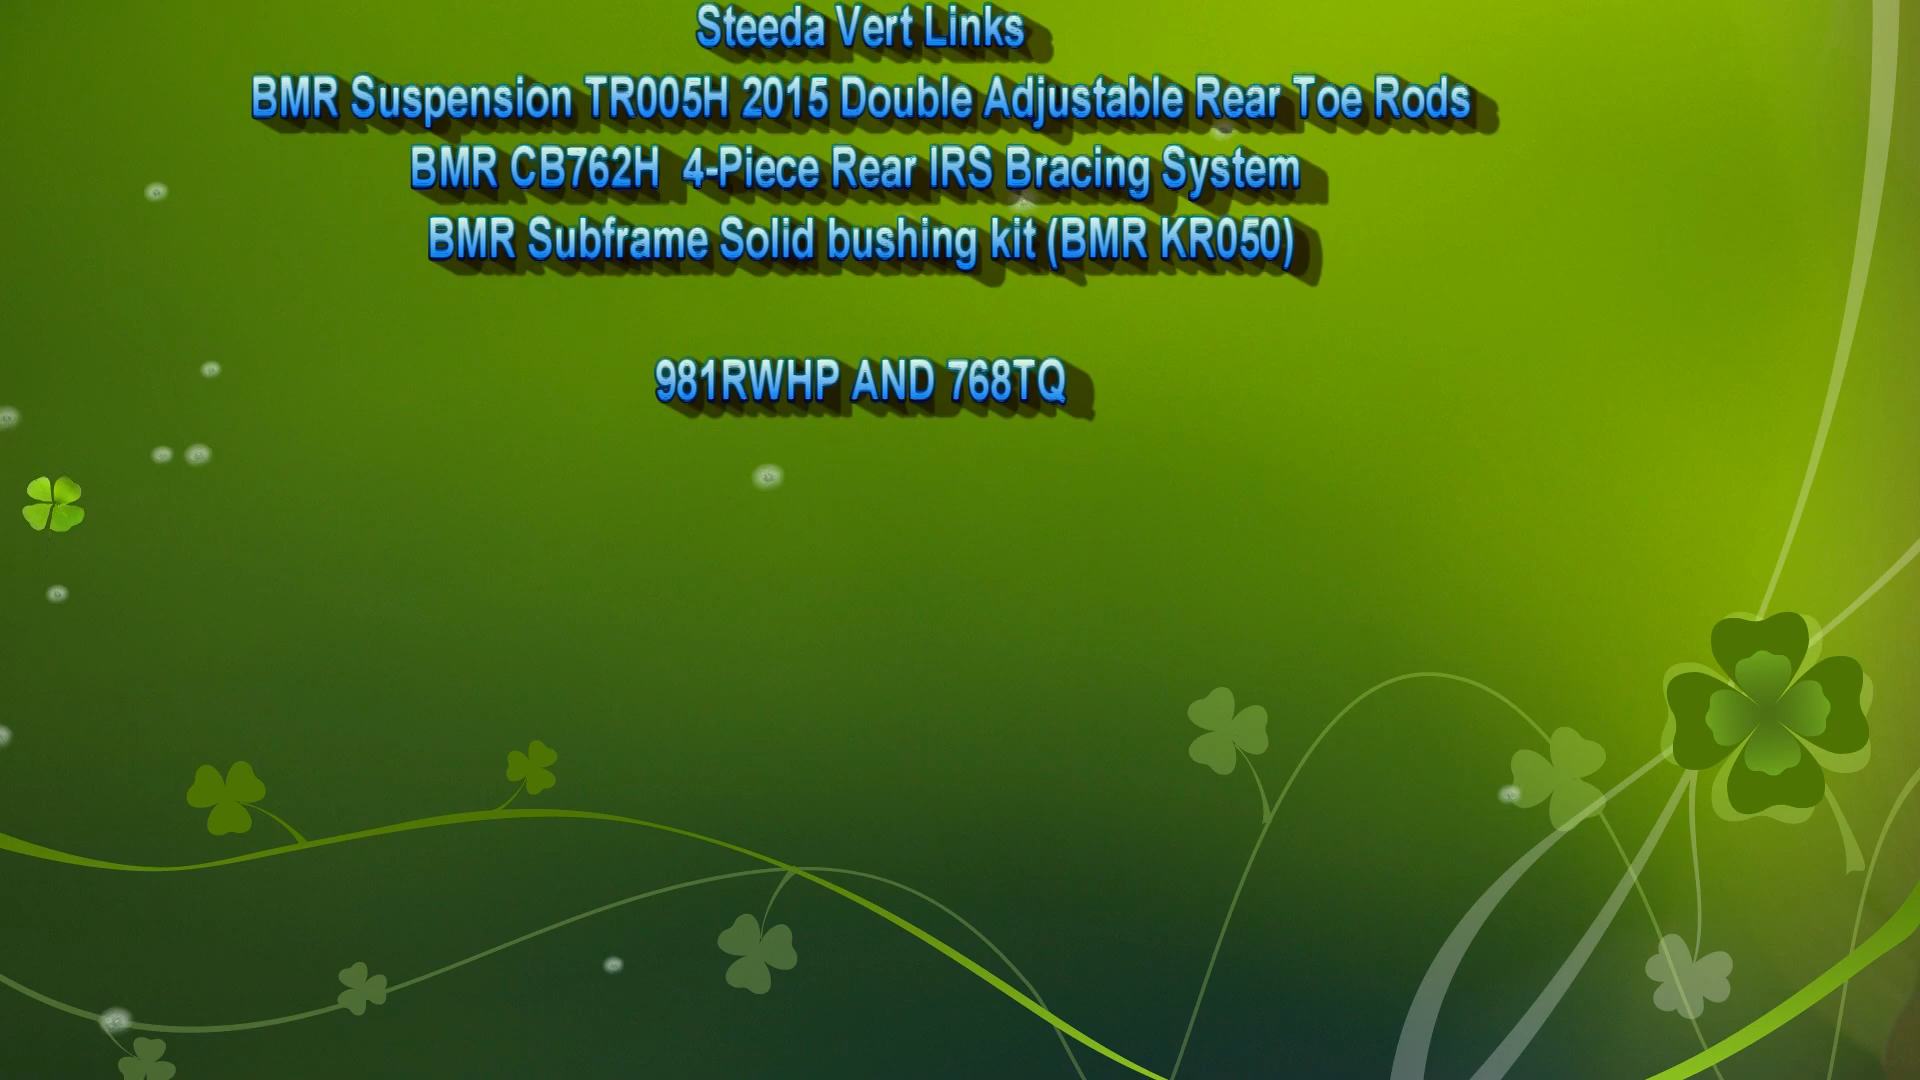 Steeda Vert Links
BMR Suspension TR005H 2015 Double Adjustable Rear Toe Rods
BMR CB762H  4-Piece Rear IRS Bracing System
BMR Subframe Solid bushing kit (BMR KR050)
981RWHP AND 768TQ